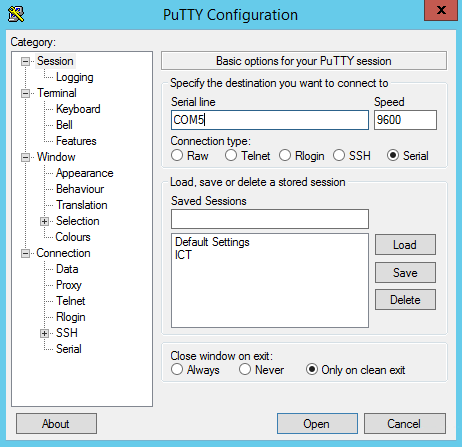 PuTTY Configuration
x
Category:
Session
Logging
Terminal
Keyboard
Bell
Features
Window
Appearance
Behaviour
Translation
Selection
Colours
Connection
Data
Proxy
Telnet
Rlogin
SSH
Serial
Basic options for your PuTTY session
Specify the destination you want to connect to
Serial line Speed
COM5 9600
Connection type:
Raw Telnet Rlogin SSH Serial
Load, save or delete a stored session
Saved Sessions
Default Settings
ICT
Load
Save
Delete
Close window on exit:
Always Never Only on clean exit
About Open Cancel